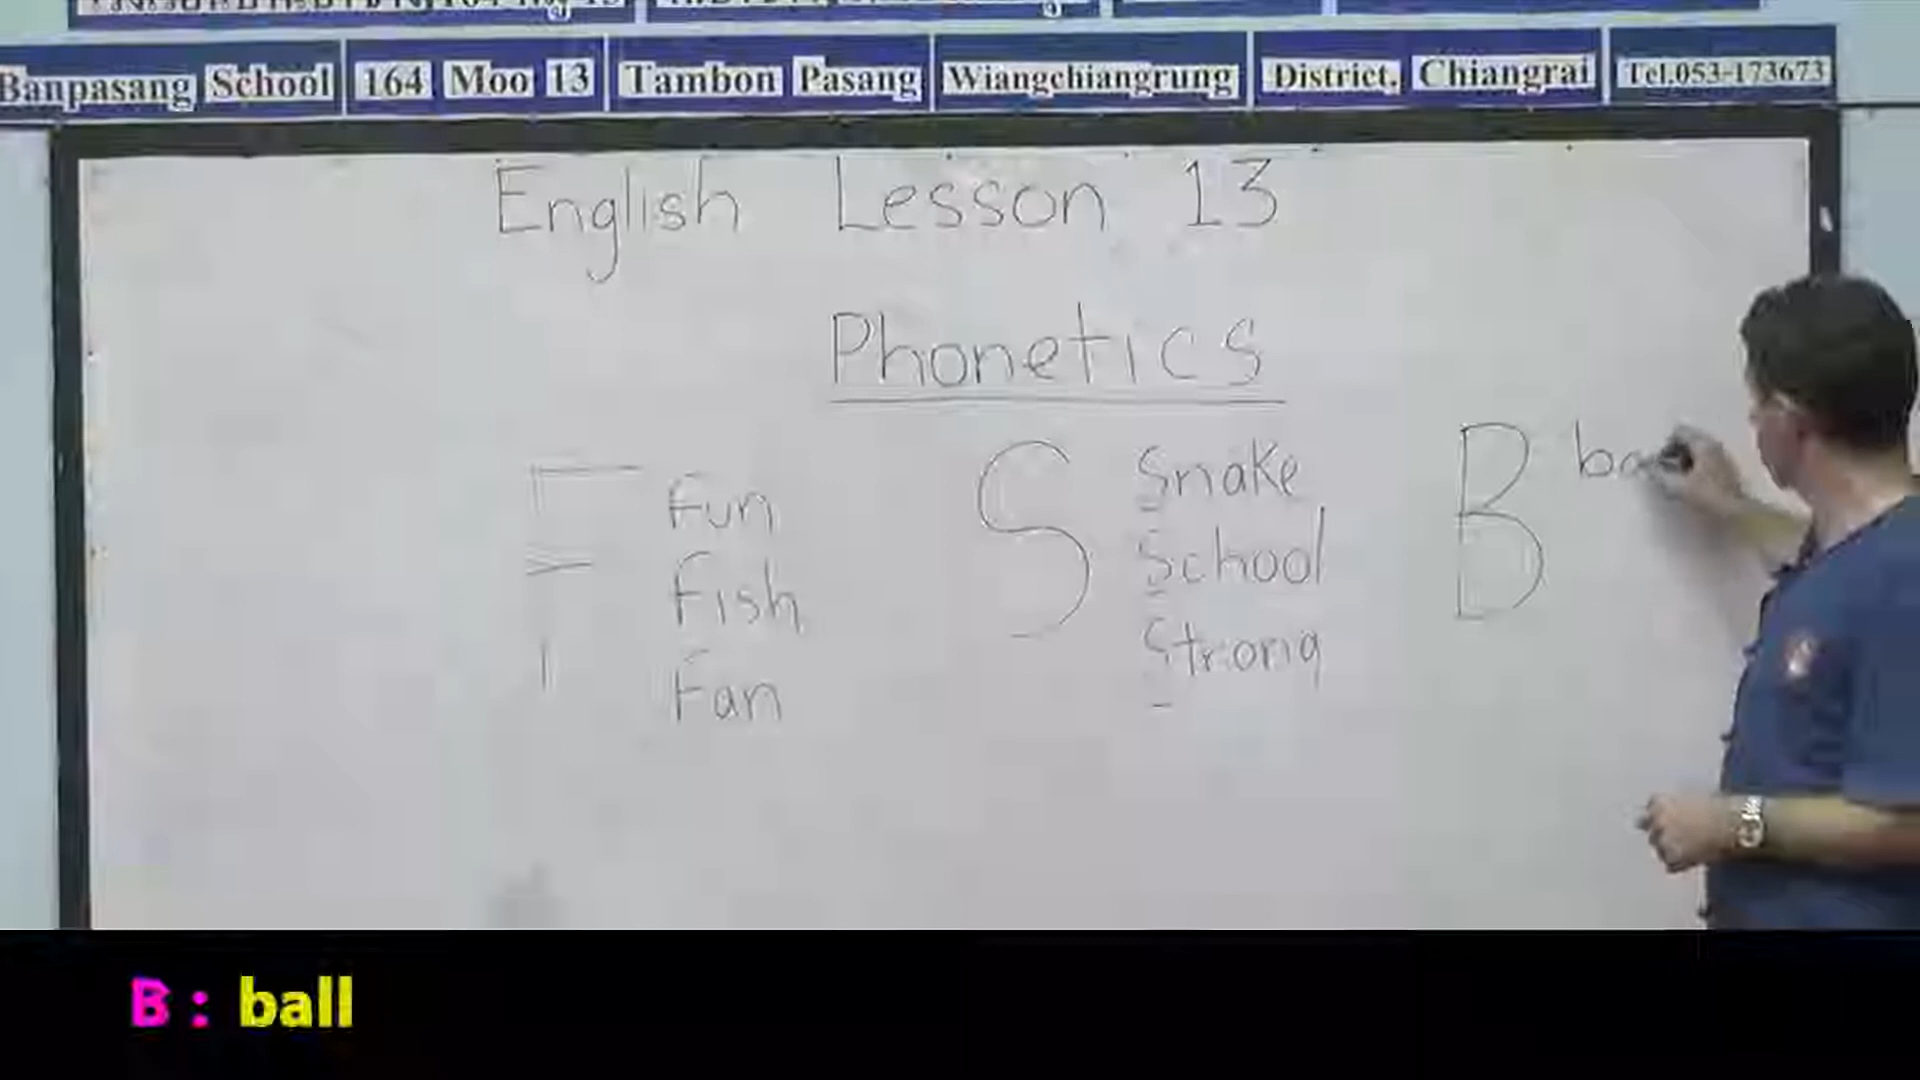 Banpasang School 164 Moo 13 Tambon Pasang Wiangchiangrung District, Chiangrai Tel.053-173673
English Lesson 13
Phonetics
F Fun S Snake B ba
Fish School
Fan Strong
B : ball